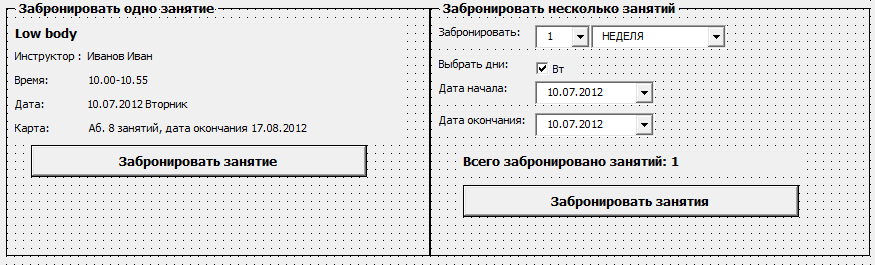 Забронировать одно занятие
Low body
Инструктор : Иванов Иван
Время: 10.00-10.55
Дата: 10.07.2012 Вторник
Карта: Аб. 8 занятий, дата окончания 17.08.2012
Забронировать занятие
Забронировать несколько занятий
Забронировать: 1 НЕДЕЛЯ
Выбрать дни: Вт
Дата начала: 10.07.2012
Дата окончания: 10.07.2012
Всего забронировано занятий: 1
Забронировать занятия